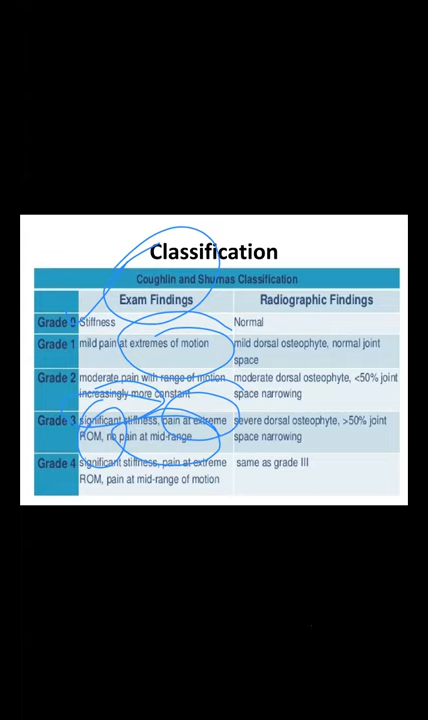 Classification
Coughlin and Shumas Classification
Exam Findings Radiographic Findings
Grade 0 Stiffness Normal
Grade 1 mild pain at extremes of motion mild dorsal osteophyte, normal joint
space
Grade 2 moderate pain with range of motion moderate dorsal osteophyte, <50% joint
increasingly more constant space narrowing
Grade 3 significant stiffness, pain at extreme severe dorsal osteophyte, >50% joint
ROM, no pain at mid-range space narrowing
Grade 4 significant stiffness, pain at extreme same as grade III
ROM, pain at mid-range of motion